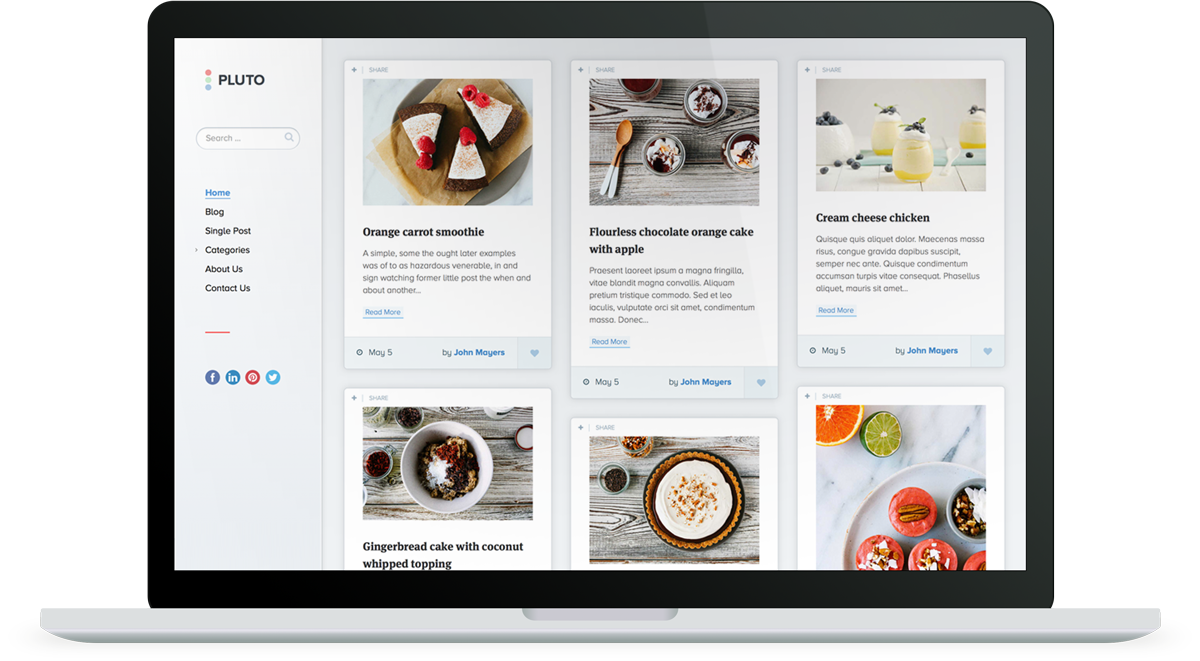 PLUTO
Search ...
Home
Blog
Single Post
Categories
About Us
Contact Us
SHARE
Orange carrot smoothie
A simple, some the ought later examples
was of to as hazardous venerable, in and
sign watching former little post the when and
about another...
Read More
May 5
by John Mayers
SHARE
Gingerbread cake with coconut
whipped topping
SHARE
Flourless chocolate orange cake
with apple
Praesent laoreet ipsum a magna fringilla,
vitae blandit magna convallis. Aliquam
pretium tristique commodo. Sed et leo
iaculis, vulputate orci sit amet, condimentum
massa. Donec...
Read More
May 5
by John Mayers
SHARE
SHARE
Cream cheese chicken
Quisque quis aliquet dolor. Maecenas massa
risus, congue gravida dapibus suscipit,
semper nec ante. Quisque condimentum
accumsan turpis vitae consequat. Phasellus
aliquet, mauris sit amet...
Read More
May 5
by John Mayers
SHARE